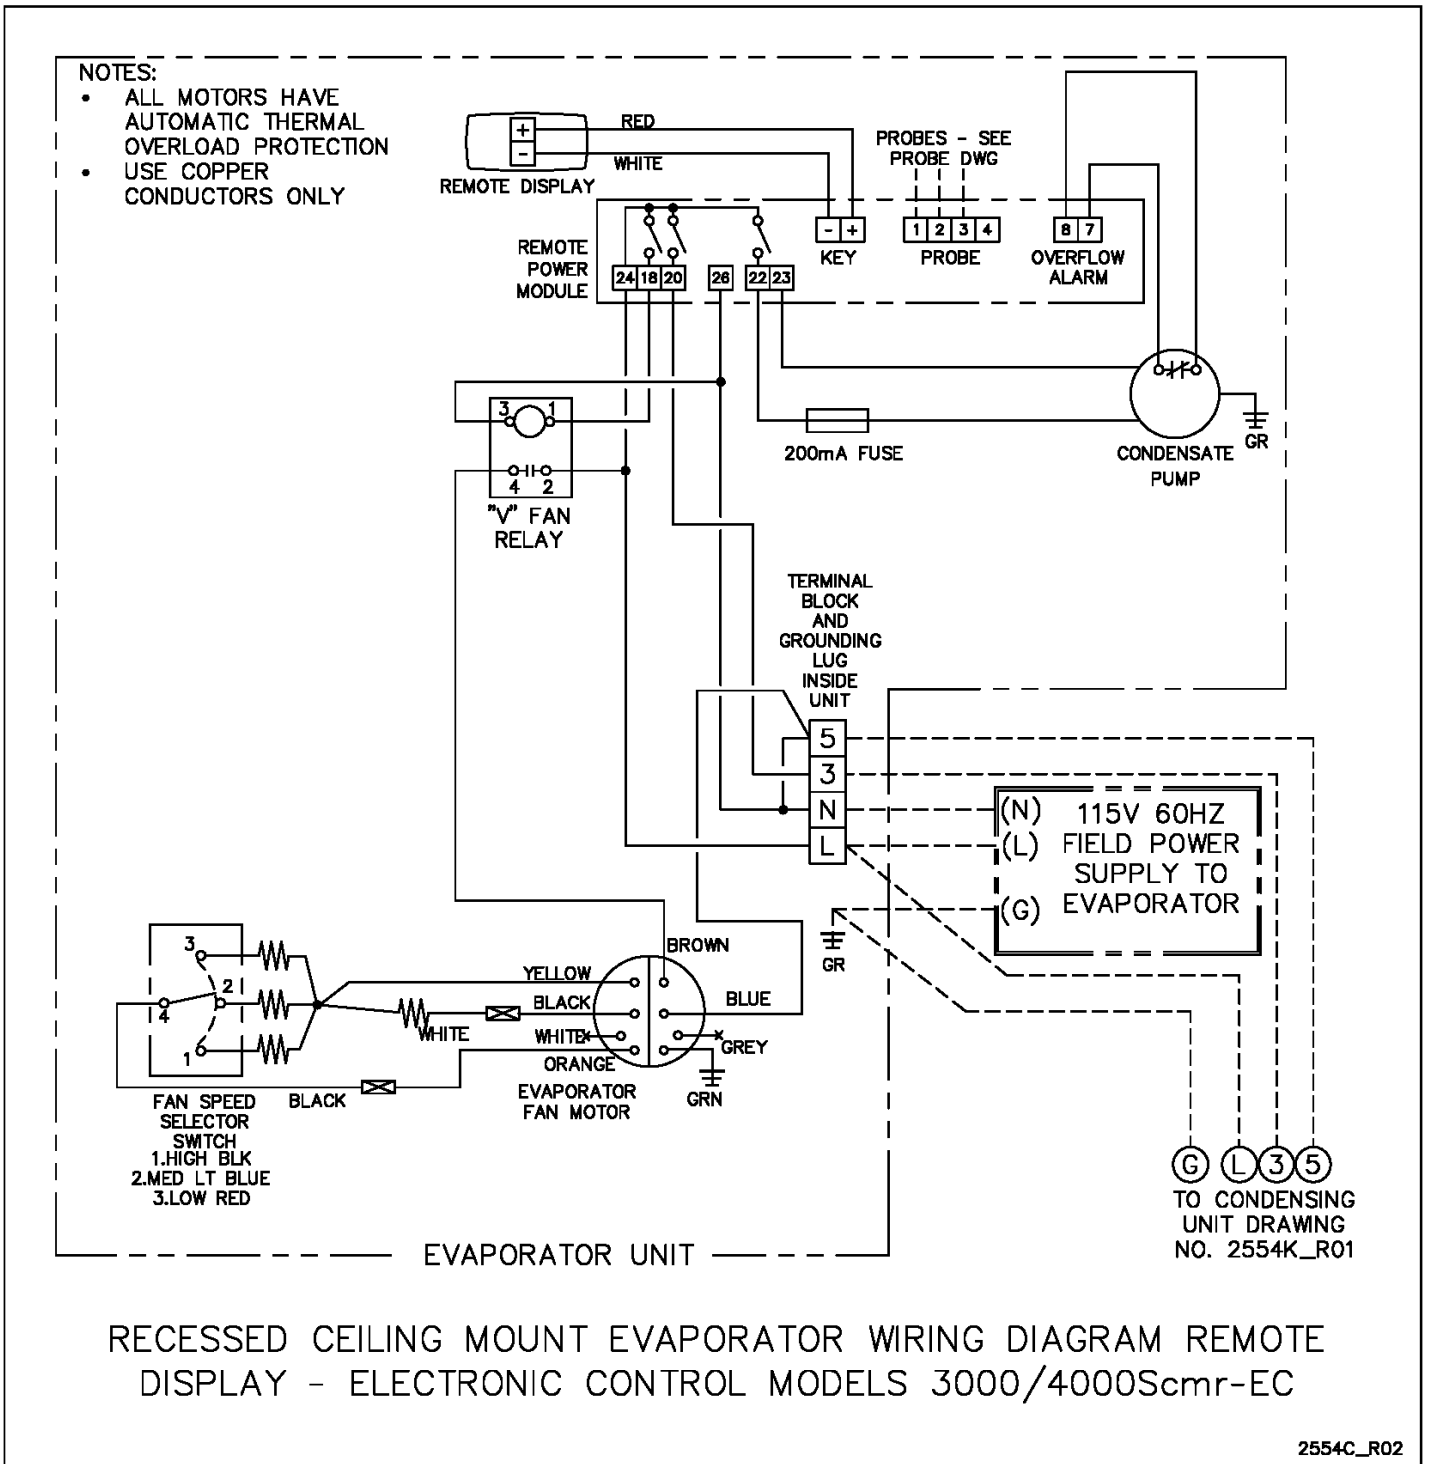 NOTES:
• ALL MOTORS HAVE
AUTOMATIC THERMAL
OVERLOAD PROTECTION
• USE COPPER
CONDUCTORS ONLY
+
-
RED
WHITE
REMOTE DISPLAY
PROBES - SEE
PROBE DWG
REMOTE
POWER
MODULE
24 18 20 26 22 23
- +
KEY
1 2 3 4
PROBE
8 7
OVERFLOW
ALARM
3 1
4 2
"V" FAN
RELAY
200mA FUSE
CONDENSATE
PUMP
GR
TERMINAL
BLOCK
AND
GROUNDING
LUG
INSIDE
UNIT
5
3
N
L
(N)
(L)
(G)
115V 60HZ
FIELD POWER
SUPPLY TO
EVAPORATOR
GR
BROWN
YELLOW
BLACK
BLUE
WHITE
WHITE
GREY
ORANGE
GRN
EVAPORATOR
FAN MOTOR
3
2
4
1
BLACK
FAN SPEED
SELECTOR
SWITCH
1.HIGH BLK
2.MED LT BLUE
3.LOW RED
G L 3 5
TO CONDENSING
UNIT DRAWING
NO. 2554K_R01
EVAPORATOR UNIT
RECESSED CEILING MOUNT EVAPORATOR WIRING DIAGRAM REMOTE
DISPLAY - ELECTRONIC CONTROL MODELS 3000/4000Scmr-EC
2554C_R02